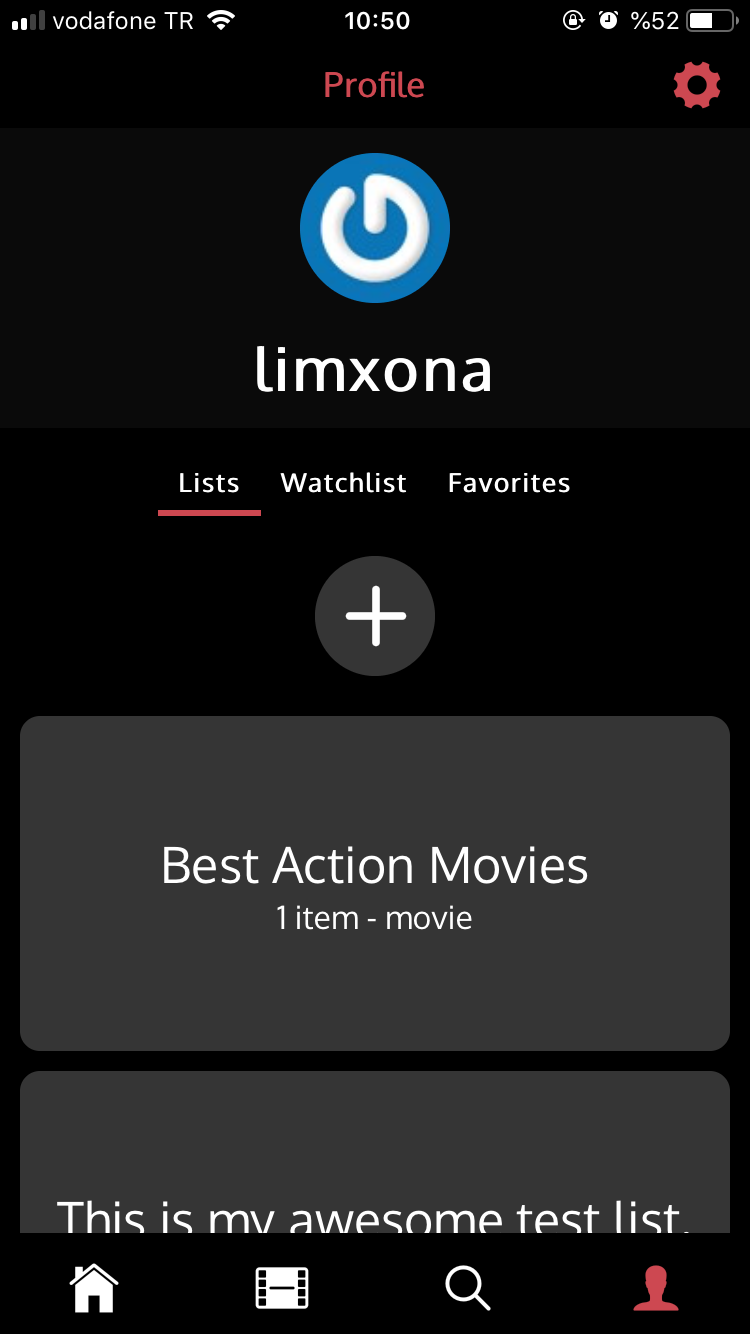 vodafone TR 10:50 %52
Profile
limxona
Lists Watchlist Favorites
Best Action Movies
1 item - movie
This is my awesome test list.